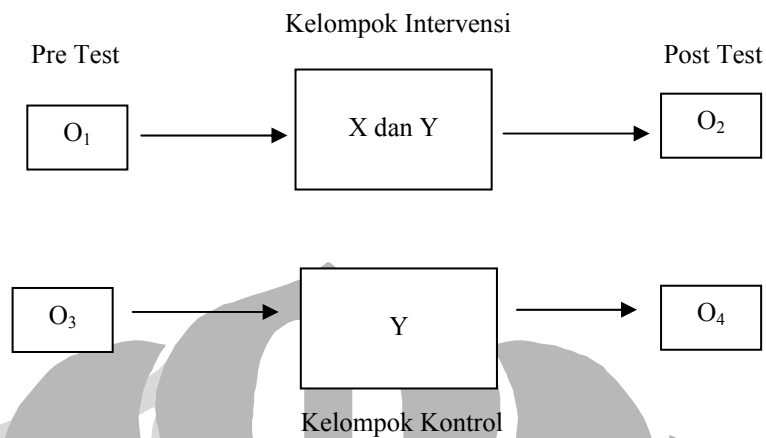 Kelompok Intervensi
Pre Test
Post Test
O₁
X dan Y
O₂
O₃
Y
O₄
Kelompok Kontrol